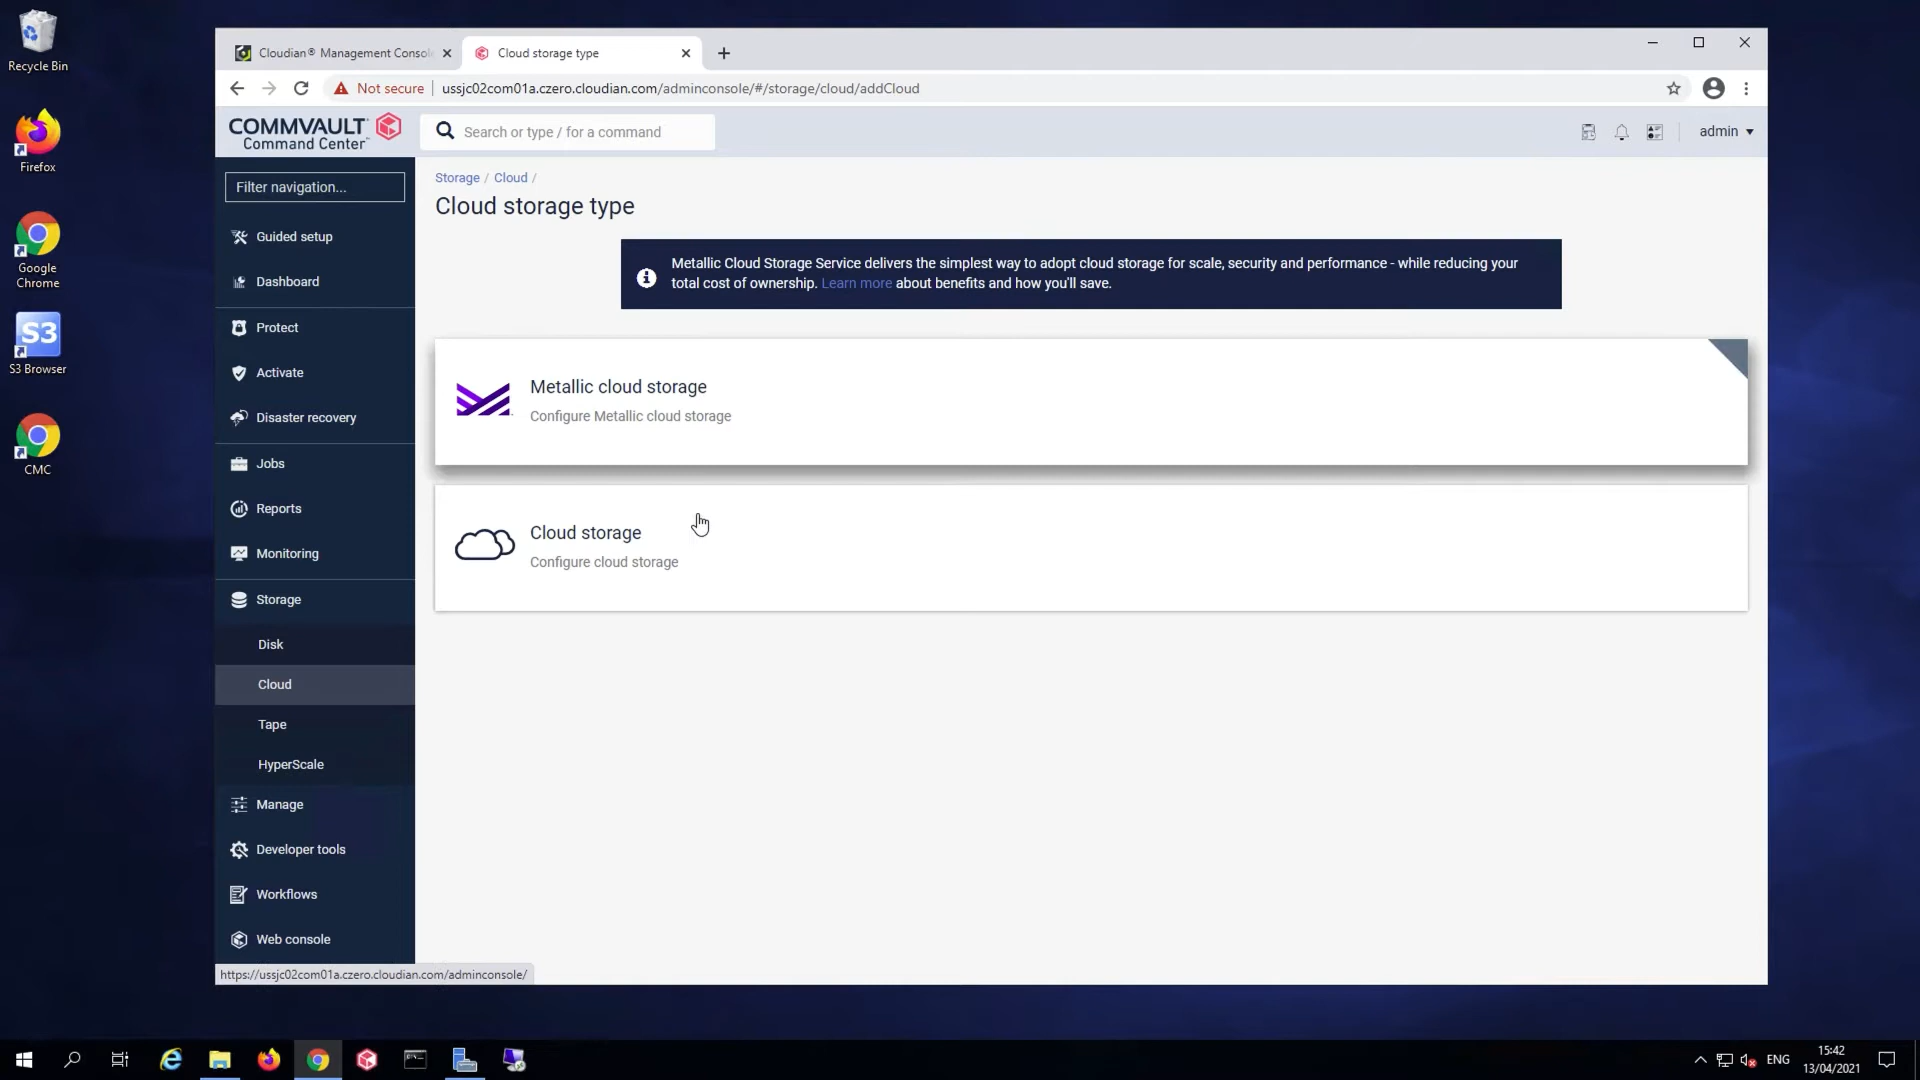 Recycle Bin
Firefox
Google
Chrome
S3
S3 Browser
CMC
Cloudian® Management Consol
Cloud storage type
Not secure
ussjc02com01a.czero.cloudian.com/adminconsole/#/storage/cloud/addCloud
COMMVAULT
Command Center™
Search or type / for a command
admin
Filter navigation...
Guided setup
Dashboard
Protect
Activate
Disaster recovery
Jobs
Reports
Monitoring
Storage
Disk
Cloud
Tape
HyperScale
Manage
Developer tools
Workflows
Web console
https://ussjc02com01a.czero.cloudian.com/adminconsole/
Storage / Cloud /
Cloud storage type
Metallic Cloud Storage Service delivers the simplest way to adopt cloud storage for scale, security and performance - while reducing your
total cost of ownership. Learn more about benefits and how you'll save.
Metallic cloud storage
Configure Metallic cloud storage
Cloud storage
Configure cloud storage
ENG
15:42
13/04/2021